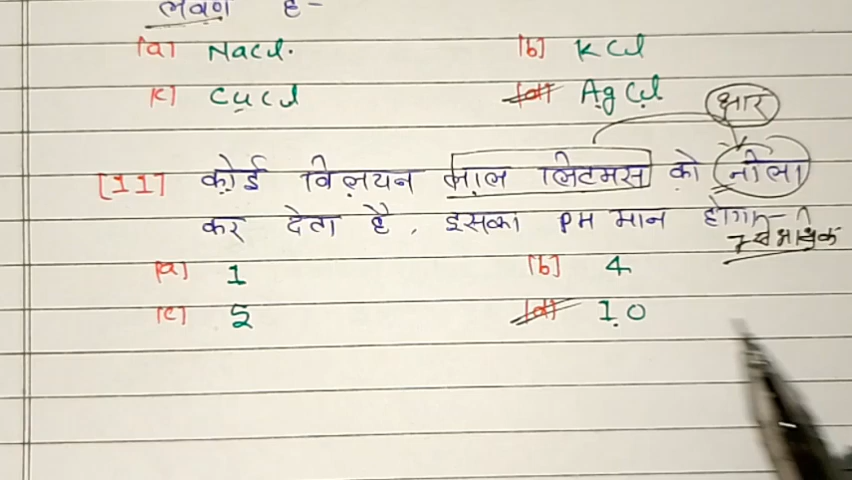 लवण है-
(a) Nacl. (b) Kcl
(c) Cucl (d) Agcl
क्षार
[11] कोई विलयन लाल लिटमस को नीला
कर देता है, इसका PH मान होगा-
7 से अधिक
(a) 1 (b) 4
(c) 5 (d) 10